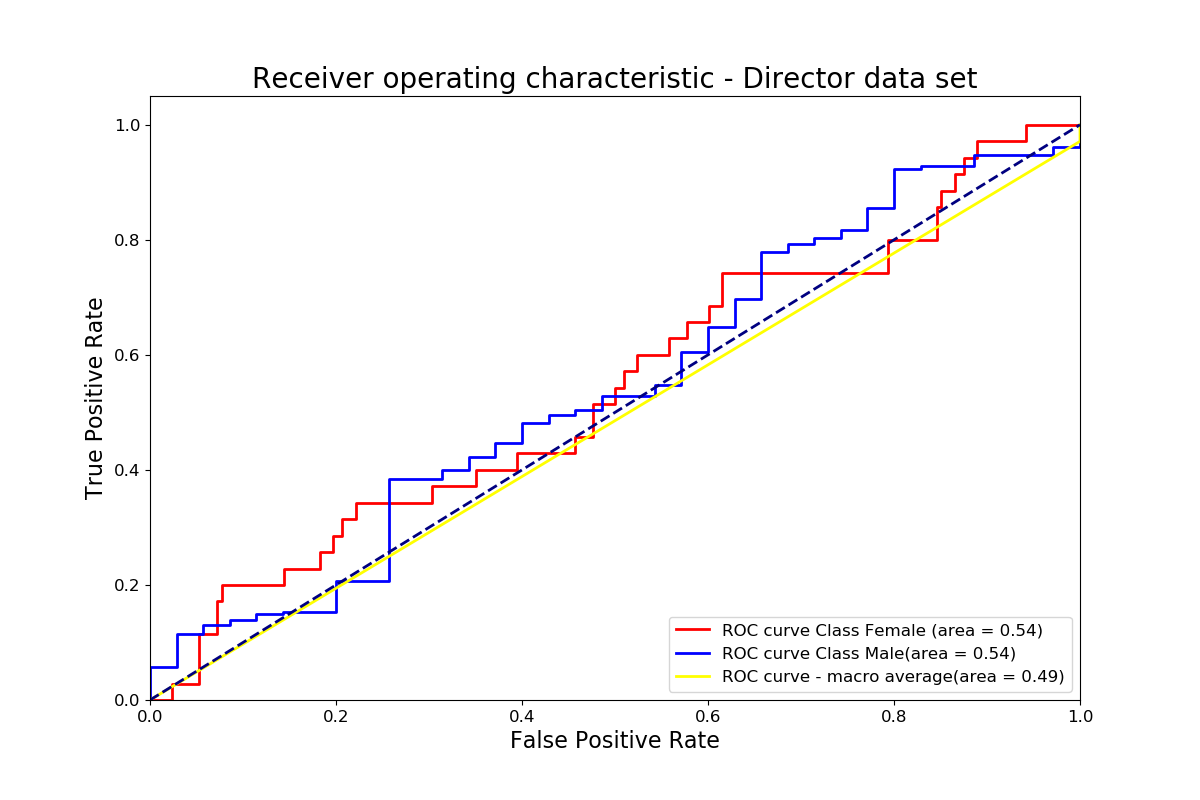 Receiver operating characteristic - Director data set
True Positive Rate
1.0
0.8
0.6
0.4
0.2
0.0
ROC curve Class Female (area = 0.54)
ROC curve Class Male(area = 0.54)
ROC curve - macro average(area = 0.49)
0.0 0.2 0.4 0.6 0.8 1.0
False Positive Rate